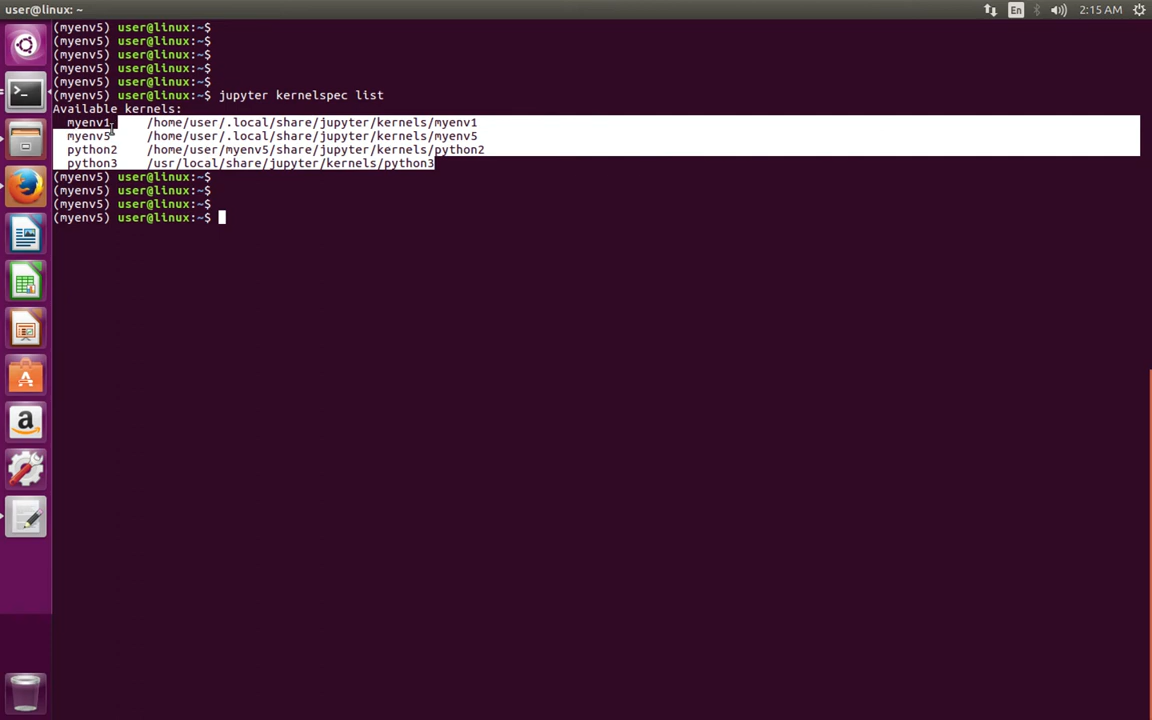 user@linux: ~
En
2:15 AM
(myenv5) user@linux:~$
(myenv5) user@linux:~$
(myenv5) user@linux:~$
(myenv5) user@linux:~$
(myenv5) user@linux:~$
(myenv5) user@linux:~$ jupyter kernelspec list
Available kernels:
myenv1 /home/user/.local/share/jupyter/kernels/myenv1
myenv5 /home/user/.local/share/jupyter/kernels/myenv5
python2 /home/user/myenv5/share/jupyter/kernels/python2
python3 /usr/local/share/jupyter/kernels/python3
(myenv5) user@linux:~$
(myenv5) user@linux:~$
(myenv5) user@linux:~$
(myenv5) user@linux:~$